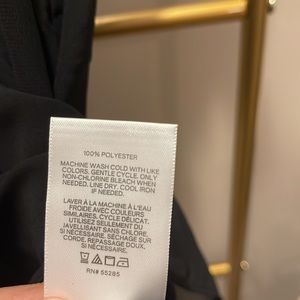 100% POLYESTER
MACHINE WASH COLD WITH LIKE
COLORS. GENTLE CYCLE. ONLY
NON-CHLORINE BLEACH WHEN
NEEDED. LINE DRY. COOL IRON
IF NEEDED.
LAVER À LA MACHINE À L'EAU
FROIDE AVEC COULEURS
SIMILAIRES. CYCLE DÉLICAT.
UTILISEZ SEULEMENT DU
JAVELLISANT SANS CHLORE
SI NÉCESSAIRE. SÉCHER SUR
CORDE. REPASSAGE DOUX
SI NÉCESSAIRE.
RN# 55285